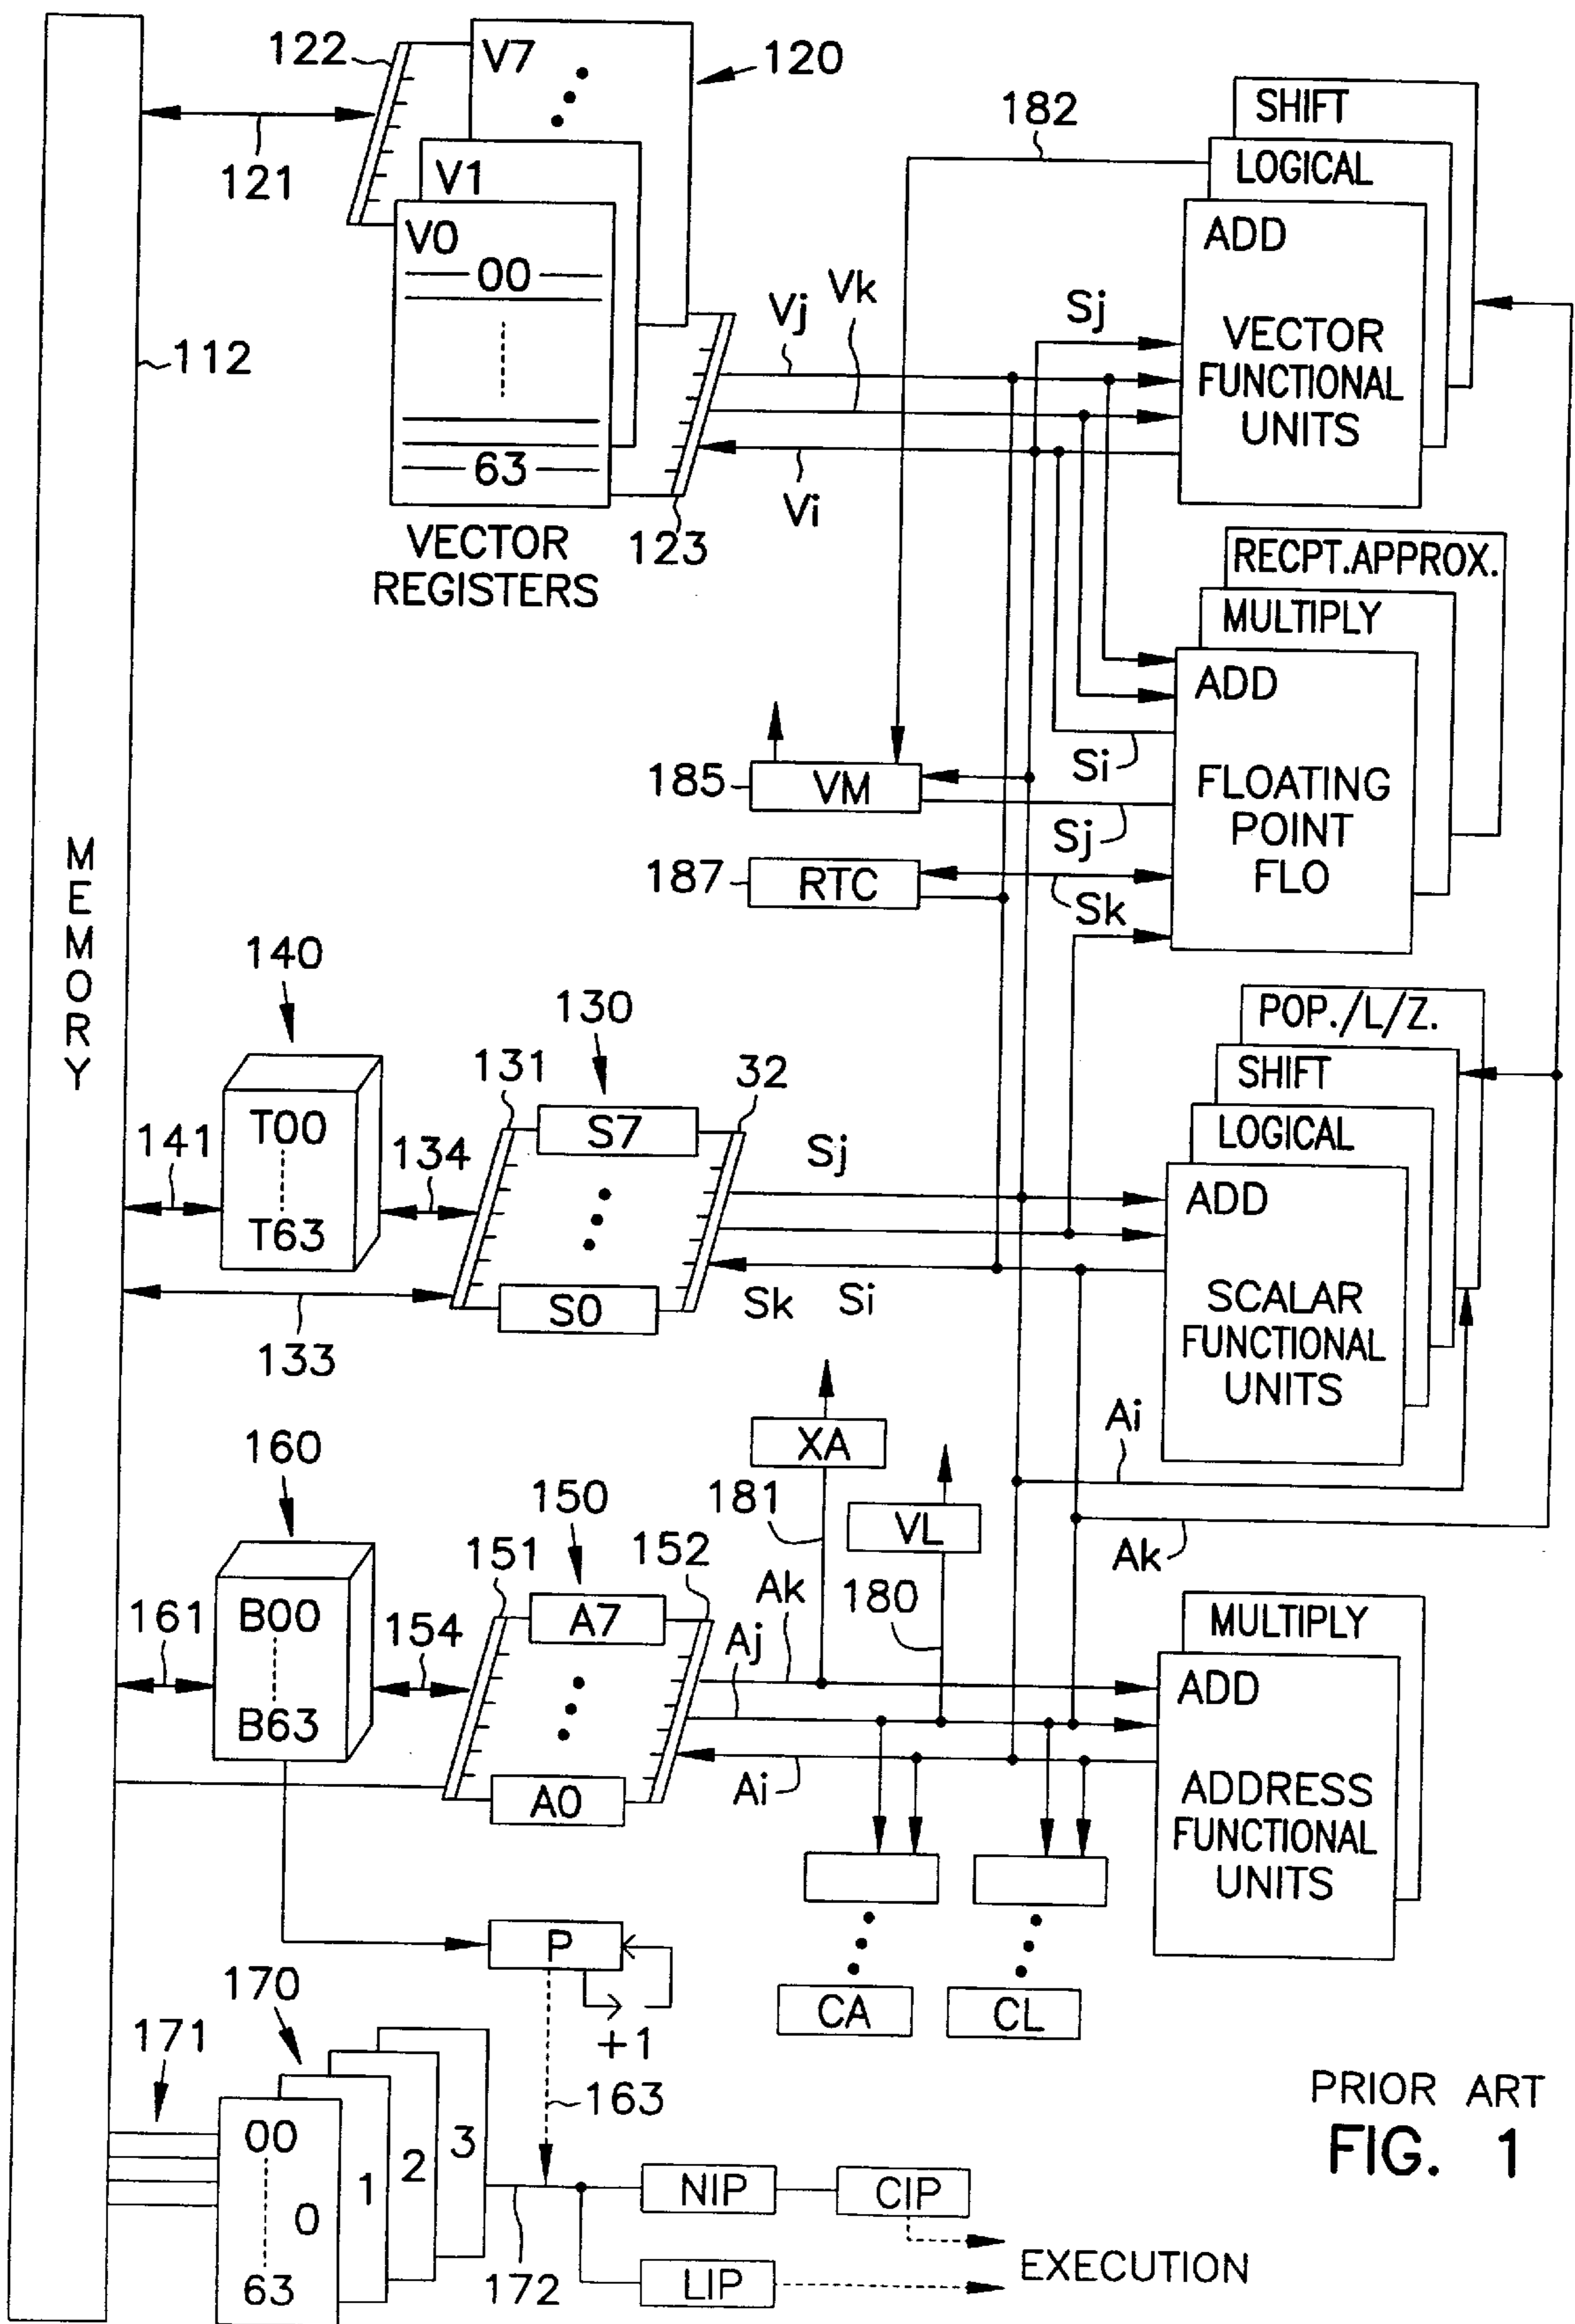 122
V7
120
SHIFT
182
LOGICAL
121
V1
V0
ADD
00
Vk
Vj
Sj
112
VECTOR
FUNCTIONAL
UNITS
63
Vi
VECTOR
REGISTERS
123
RECPT.APPROX.
MULTIPLY
ADD
Si
185
VM
FLOATING
POINT
FLO
Sj
187
RTC
Sk
MEMORY
140
130
POP./L/Z.
131
32
SHIFT
T00
S7
LOGICAL
141
134
Sj
ADD
T63
S0
Sk
Si
SCALAR
FUNCTIONAL
UNITS
133
XA
Ai
160
181
150
VL
151
152
Ak
Ak
180
B00
A7
MULTIPLY
161
154
Aj
ADD
B63
A0
Ai
ADDRESS
FUNCTIONAL
UNITS
P
170
CA
CL
+1
171
163
PRIOR ART
FIG. 1
00
3
2
1
0
NIP
CIP
63
172
LIP
EXECUTION